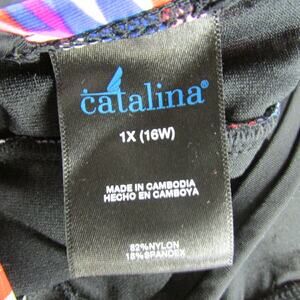 catalina®
1X (16W)
MADE IN CAMBODIA
HECHO EN CAMBOYA
82%NYLON
18%SPANDEX